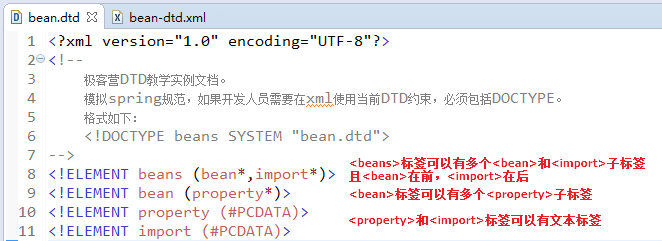 bean.dtd bean-dtd.xml
1 <?xml version="1.0" encoding="UTF-8"?>
2 <!--
3 极客营DTD教学实例文档。
4 模拟spring规范，如果开发人员需要在xml使用当前DTD约束，必须包括DOCTYPE。
5 格式如下：
6 <!DOCTYPE beans SYSTEM "bean.dtd">
7 -->
8 <!ELEMENT beans (bean*,import*)> <beans>标签可以有多个<bean>和<import>子标签
且<bean>在前，<import>在后
9 <!ELEMENT bean (property*)> <bean>标签可以有多个<property>子标签
10 <!ELEMENT property (#PCDATA)> <property>和<import>标签可以有文本标签
11 <!ELEMENT import (#PCDATA)>